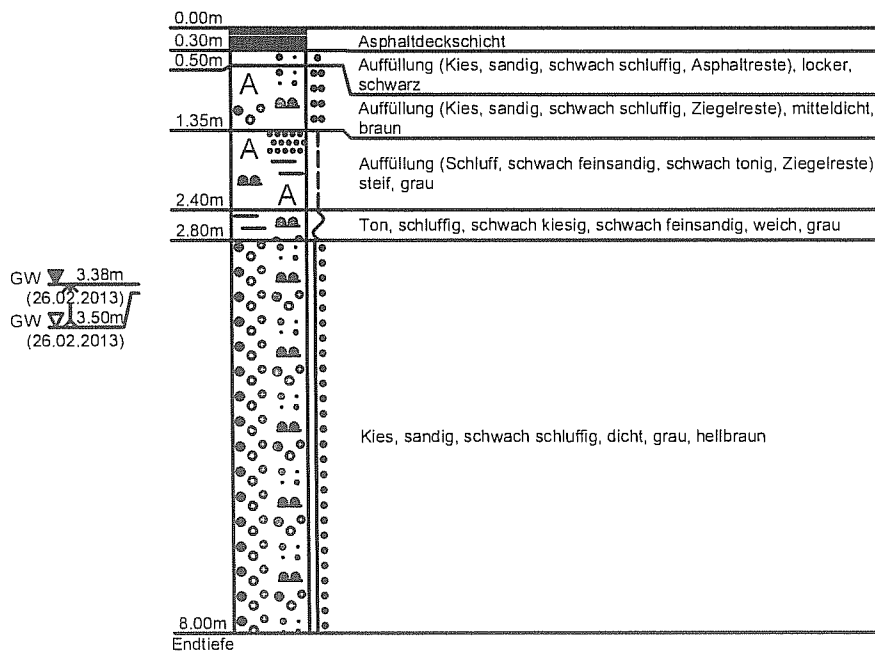 0.00m
0.30m
Asphaltdeckschicht
0.50m
Auffüllung (Kies, sandig, schwach schluffig, Asphaltreste), locker,
schwarz
A
Auffüllung (Kies, sandig, schwach schluffig, Ziegelreste), mitteldicht,
braun
1.35m
A
Auffüllung (Schluff, schwach feinsandig, schwach tonig, Ziegelreste)
steif, grau
A
2.40m
Ton, schluffig, schwach kiesig, schwach feinsandig, weich, grau
2.80m
GW 3.38m
(26.02.2013)
GW 3.50m
(26.02.2013)
Kies, sandig, schwach schluffig, dicht, grau, hellbraun
8.00m
Endtiefe